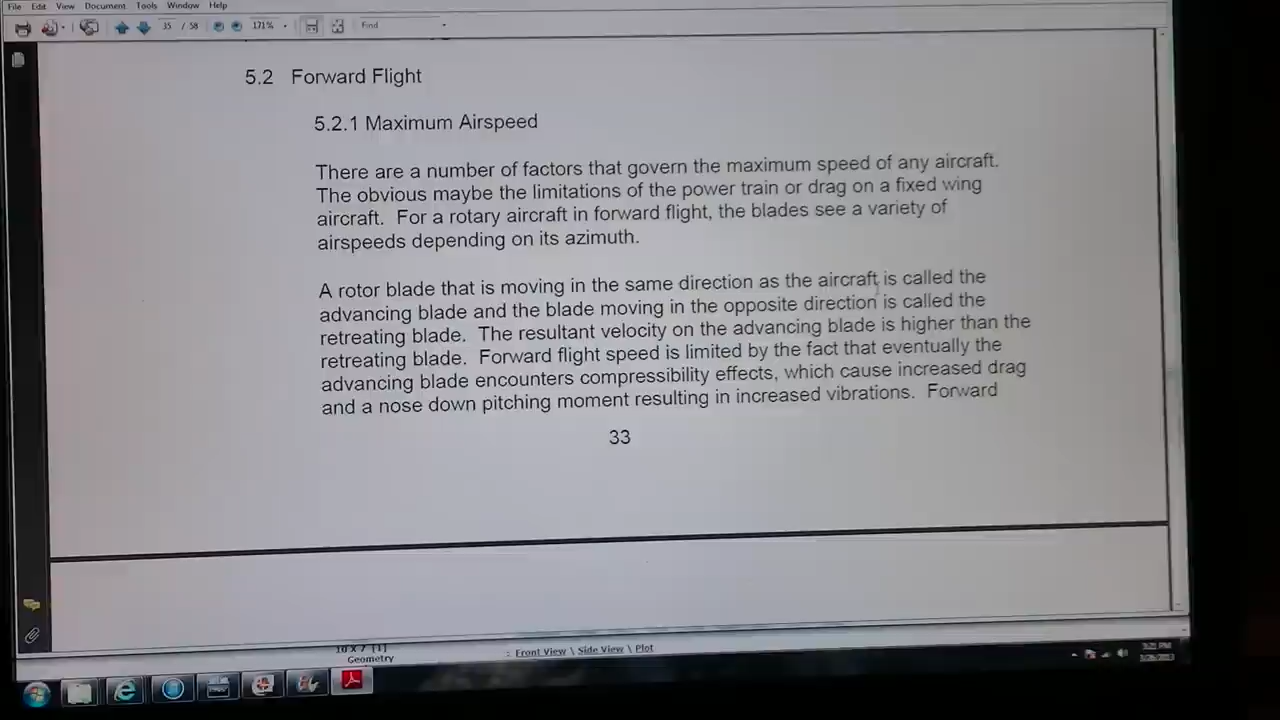 File Edit View Document Tools Window Help
35 / 58 171% Find
5.2 Forward Flight
5.2.1 Maximum Airspeed
There are a number of factors that govern the maximum speed of any aircraft.
The obvious maybe the limitations of the power train or drag on a fixed wing
aircraft. For a rotary aircraft in forward flight, the blades see a variety of
airspeeds depending on its azimuth.
A rotor blade that is moving in the same direction as the aircraft is called the
advancing blade and the blade moving in the opposite direction is called the
retreating blade. The resultant velocity on the advancing blade is higher than the
retreating blade. Forward flight speed is limited by the fact that eventually the
advancing blade encounters compressibility effects, which cause increased drag
and a nose down pitching moment resulting in increased vibrations. Forward
33
10 x 7 [1]
Geometry
: Front View \ Side View \ Plot